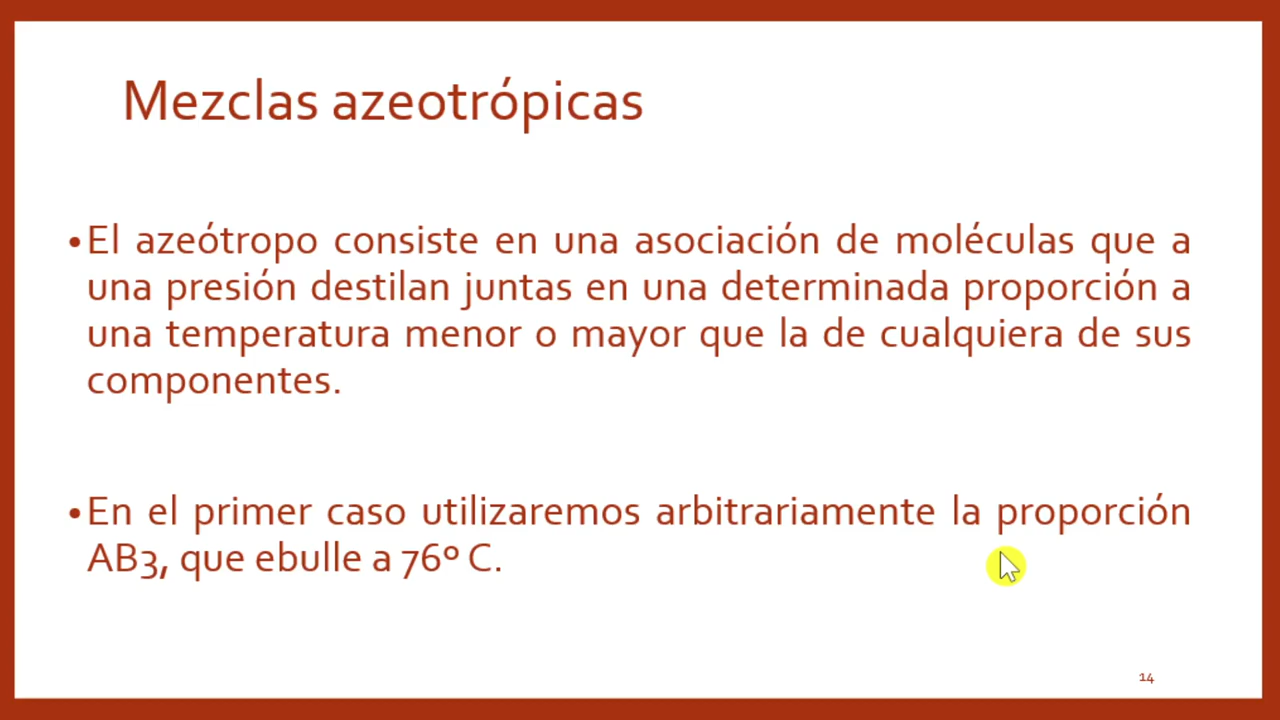 Mezclas azeotrópicas
• El azeótropo consiste en una asociación de moléculas que a
una presión destilan juntas en una determinada proporción a
una temperatura menor o mayor que la de cualquiera de sus
componentes.
• En el primer caso utilizaremos arbitrariamente la proporción
AB3, que ebulle a 76º C.
14